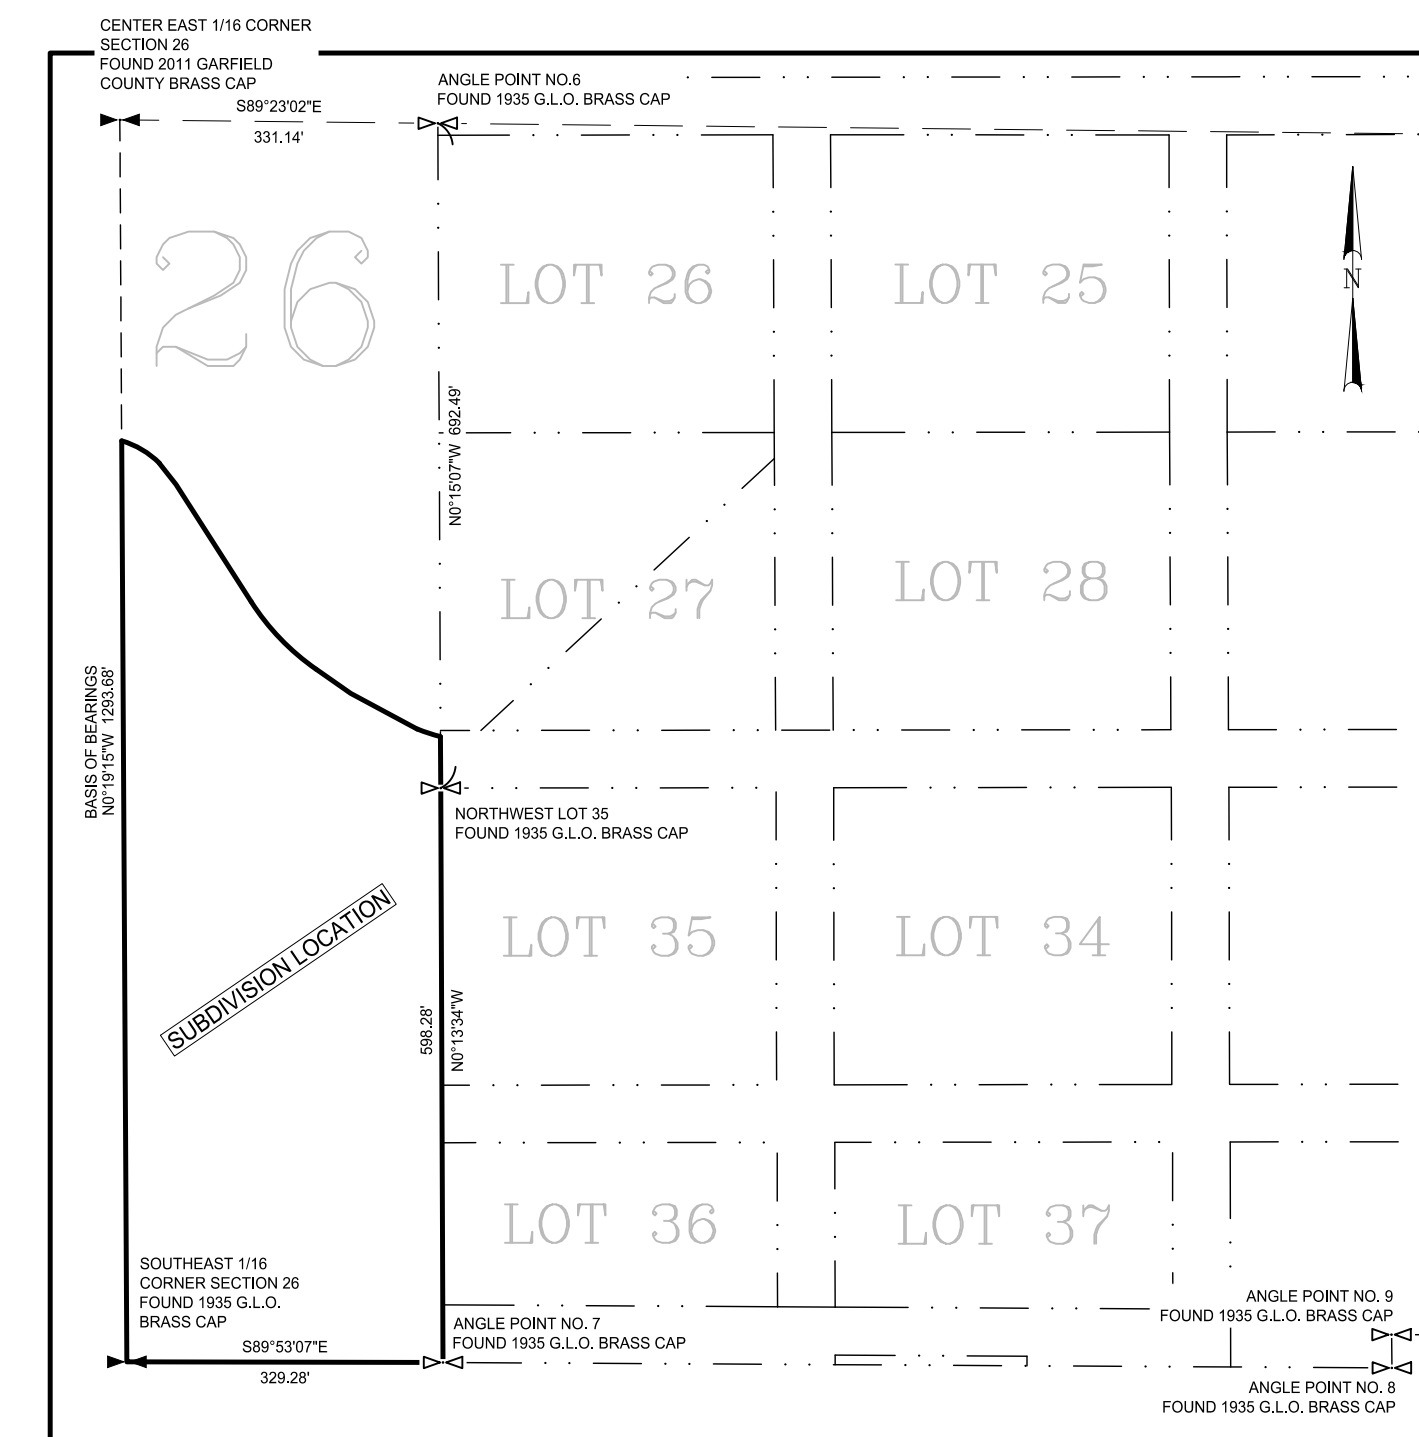 CENTER EAST 1/16 CORNER
SECTION 26
FOUND 2011 GARFIELD
COUNTY BRASS CAP
S89°23'02"E
331.14'
ANGLE POINT NO.6
FOUND 1935 G.L.O. BRASS CAP
26
LOT 26
LOT 25
N
N0°15'07"W 692.49'
LOT 27
LOT 28
BASIS OF BEARINGS
N0°19'15"W 1293.68'
NORTHWEST LOT 35
FOUND 1935 G.L.O. BRASS CAP
SUBDIVISION LOCATION
LOT 35
LOT 34
598.28'
N0°13'34"W
LOT 36
LOT 37
SOUTHEAST 1/16
CORNER SECTION 26
FOUND 1935 G.L.O.
BRASS CAP
S89°53'07"E
329.28'
ANGLE POINT NO. 7
FOUND 1935 G.L.O. BRASS CAP
ANGLE POINT NO. 9
FOUND 1935 G.L.O. BRASS CAP
ANGLE POINT NO. 8
FOUND 1935 G.L.O. BRASS CAP